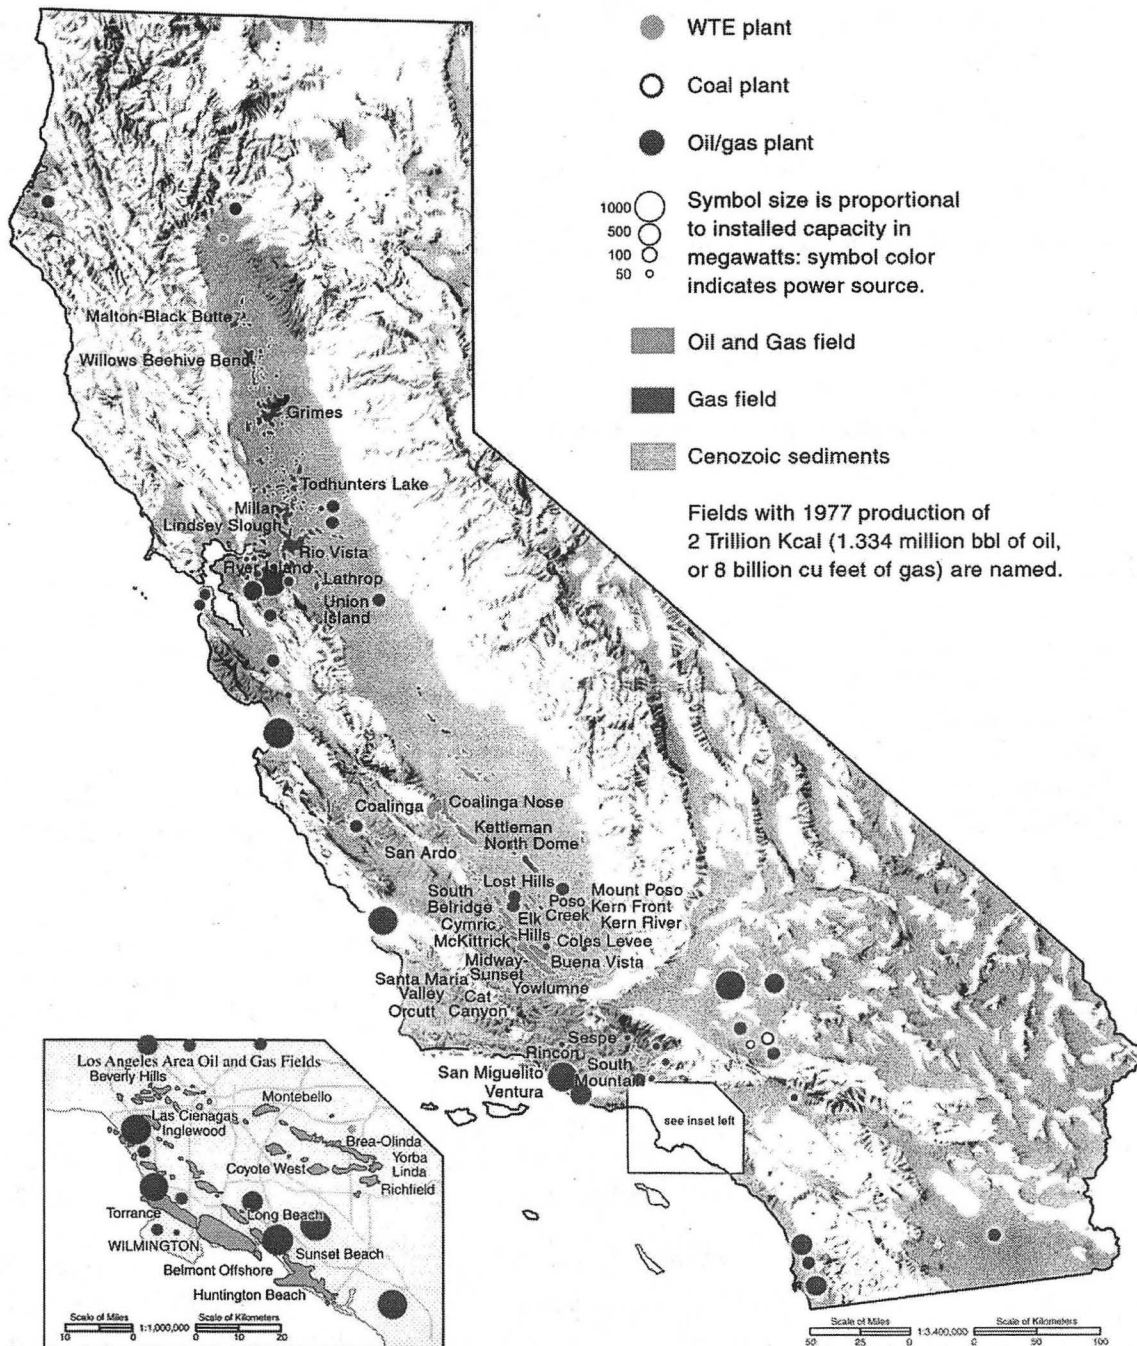 WTE plant
Coal plant
Oil/gas plant
1000
500
100
50
Symbol size is proportional
to installed capacity in
megawatts: symbol color
indicates power source.
Oil and Gas field
Gas field
Cenozoic sediments
Fields with 1977 production of
2 Trillion Kcal (1.334 million bbl of oil,
or 8 billion cu feet of gas) are named.
Malton-Black Butte
Willows Beehive Bend
Grimes
Todhunters Lake
Millar
Lindsey Slough
Rio Vista
River Island
Lathrop
Union
Island
Coalinga
Coalinga Nose
Kettleman
North Dome
San Ardo
Lost Hills
South
Belridge
Mount Poso
Poso
Creek
Kern Front
Kern River
Cymric
Elk
Hills
McKittrick
Coles Levee
Midway-
Sunset
Buena Vista
Santa Maria
Valley
Yowlumne
Cat
Canyon
Orcutt
Sespe
Rincon
San Miguelito
South
Mountain
Ventura
see inset left
Los Angeles Area Oil and Gas Fields
Beverly Hills
Montebello
Las Cienagas
Inglewood
Brea-Olinda
Yorba
Linda
Coyote West
Richfield
Torrance
Long Beach
WILMINGTON
Sunset Beach
Belmont Offshore
Huntington Beach
Scale of Miles
10 0
1:1,000,000
Scale of Kilometers
0 10 20
Scale of Miles
50 25 0
1:3,400,000
Scale of Kilometers
0 50 100